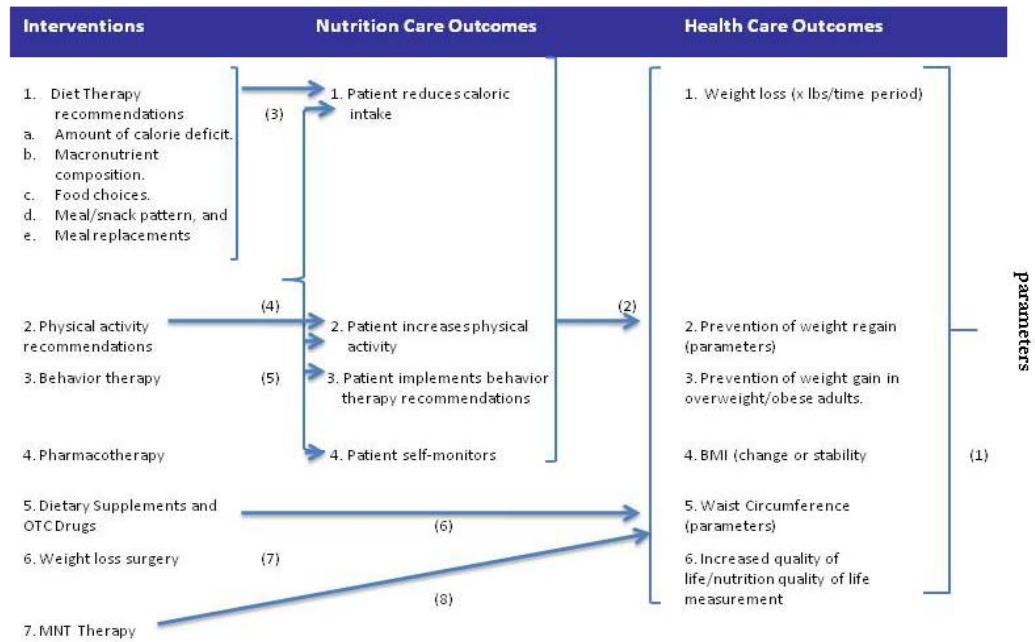 Interventions
Nutrition Care Outcomes
Health Care Outcomes
1. Diet Therapy
recommendations
a. Amount of calorie deficit.
b. Macronutrient
composition.
c. Food choices.
d. Meal/snack pattern, and
e. Meal replacements
(3)
1. Patient reduces caloric
intake
1. Weight loss (x lbs/time period)
parameters
(4)
(2)
2. Physical activity
recommendations
2. Patient increases physical
activity
2. Prevention of weight regain
(parameters)
3. Behavior therapy
(5)
3. Patient implements behavior
therapy recommendations
3. Prevention of weight gain in
overweight/obese adults.
4. Pharmacotherapy
4. Patient self-monitors
4. BMI (change or stability
(1)
5. Dietary Supplements and
OTC Drugs
(6)
5. Waist Circumference
(parameters)
6. Weight loss surgery
(7)
6. Increased quality of
life/nutrition quality of life
measurement
(8)
7. MNT Therapy